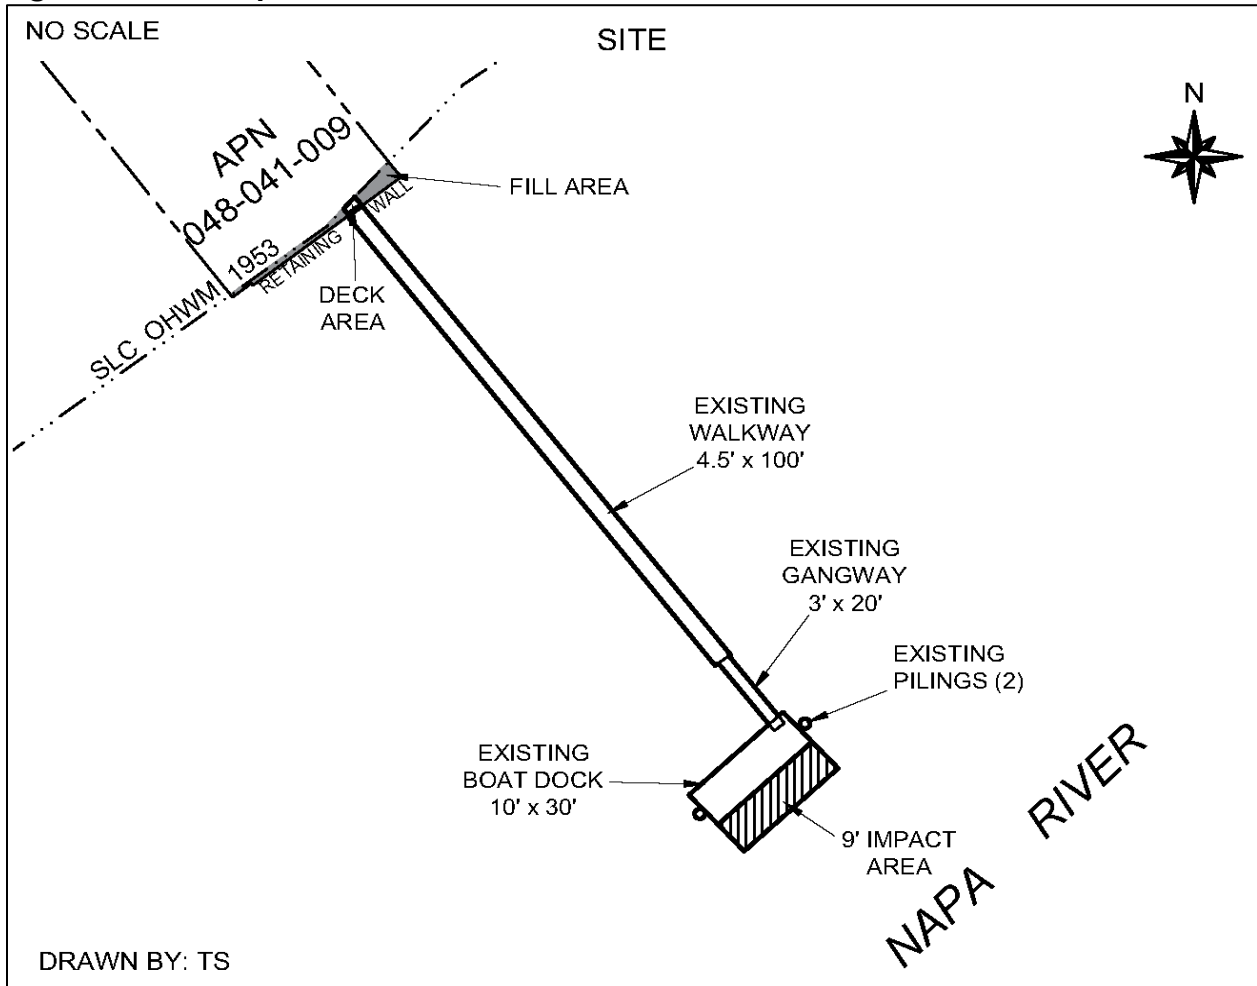 NO SCALE
SITE
N
APN
048-041-009
FILL AREA
WALL
RETAINING
SLC OHWM 1953
DECK
AREA
EXISTING
WALKWAY
4.5' x 100'
EXISTING
GANGWAY
3' x 20'
EXISTING
PILINGS (2)
EXISTING
BOAT DOCK
10' x 30'
9' IMPACT
AREA
NAPA RIVER
DRAWN BY: TS